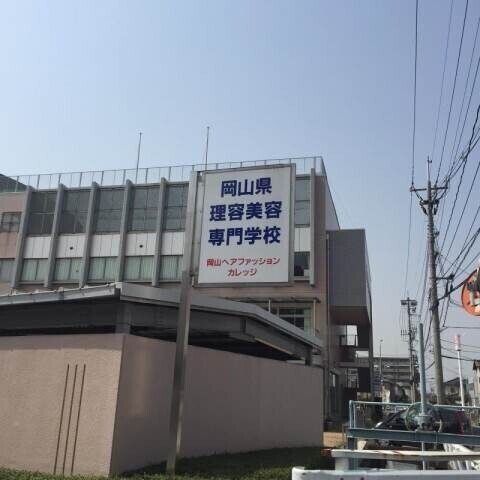 岡山県
理容美容
専門学校
岡山ヘアファッション
カレッジ